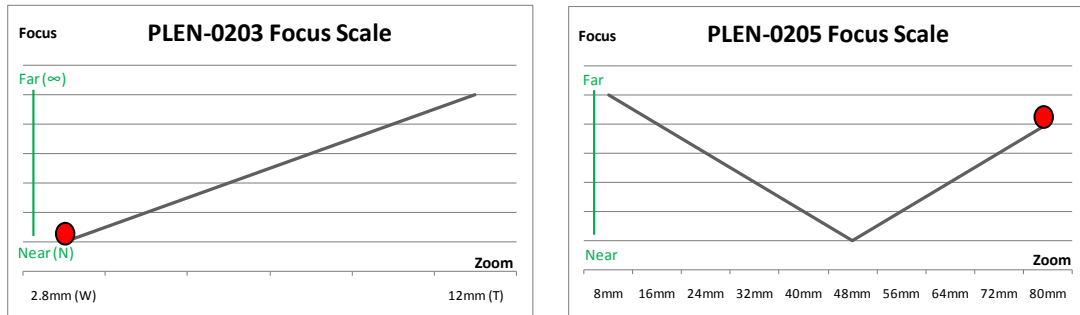 PLEN-0203 Focus Scale
Focus
Far (∞)
Near (N)
Zoom
2.8mm (W)
12mm (T)
PLEN-0205 Focus Scale
Focus
Far
Near
Zoom
8mm 16mm 24mm 32mm 40mm 48mm 56mm 64mm 72mm 80mm